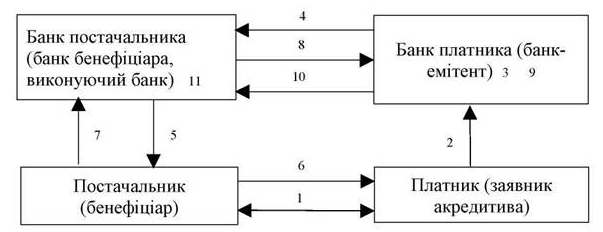 4
Банк постачальника
(банк бенефіціара,
виконуючий банк) 11
8
10
Банк платника (банк-
емітент) 3 9
7
5
2
Постачальник
(бенефіціар)
6
1
Платник (заявник
акредитива)